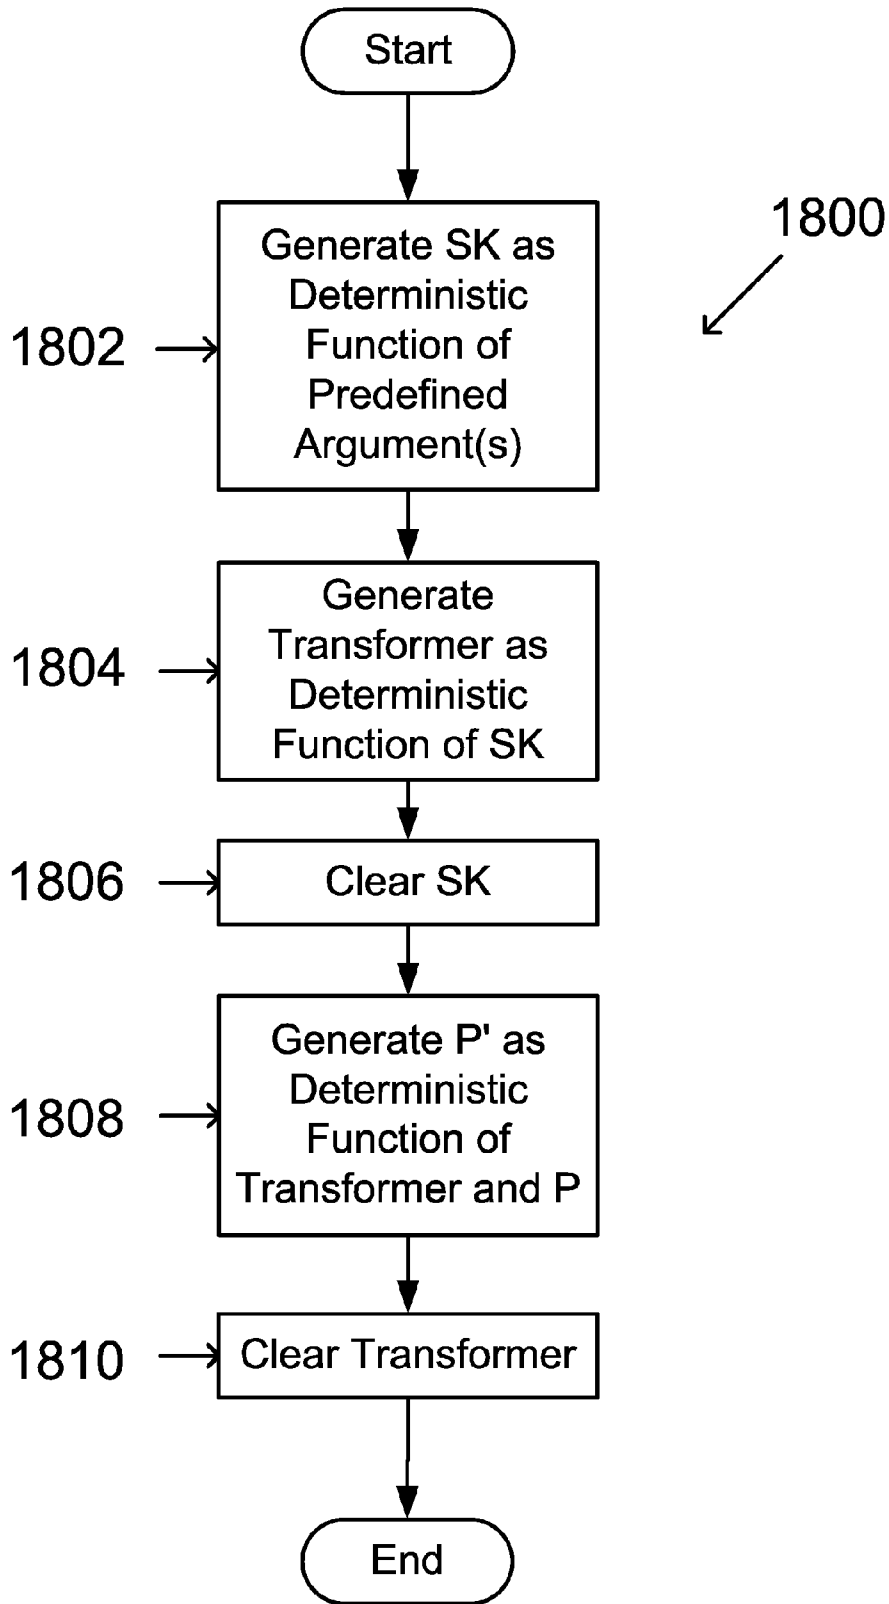 Start
1800
Generate SK as
Deterministic
Function of
Predefined
Argument(s)
1802
Generate
Transformer as
Deterministic
Function of SK
1804
Clear SK
1806
Generate P' as
Deterministic
Function of
Transformer and P
1808
Clear Transformer
1810
End